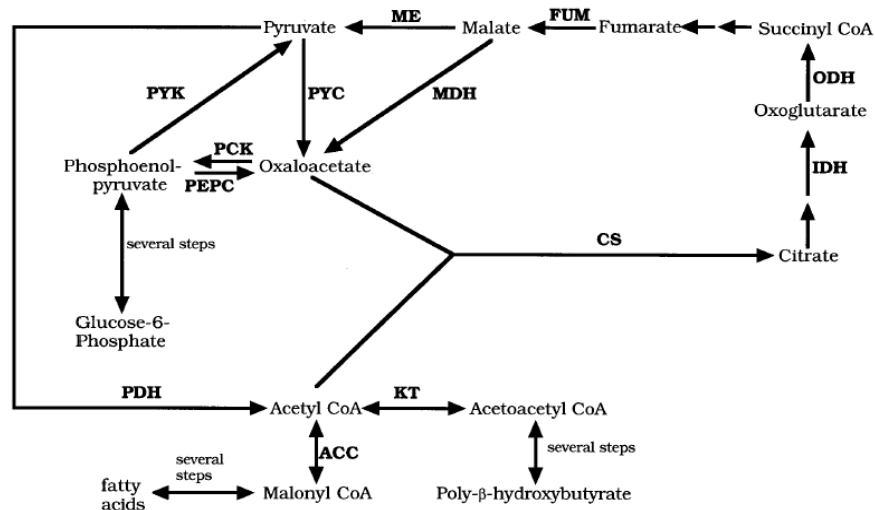 Pyruvate
ME
Malate
FUM
Fumarate
Succinyl CoA
PYK
PYC
MDH
ODH
Oxoglutarate
Phosphoenol-
pyruvate
PCK
PEPC
Oxaloacetate
IDH
several steps
CS
Citrate
Glucose-6-
Phosphate
PDH
Acetyl CoA
KT
Acetoacetyl CoA
ACC
several steps
several
steps
fatty
acids
Malonyl CoA
Poly-β-hydroxybutyrate